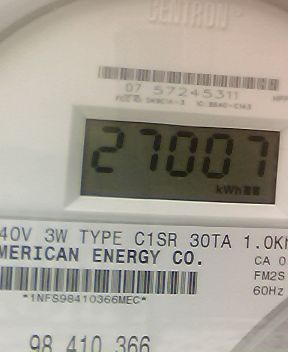 CENTRON®
07 57245311
27007
kWh
40V 3W TYPE C1SR 30TA 1.0Kh
MERICAN ENERGY CO.
CA 0
FM2S
*1NFS98410366MEC*
60Hz
98 410 366